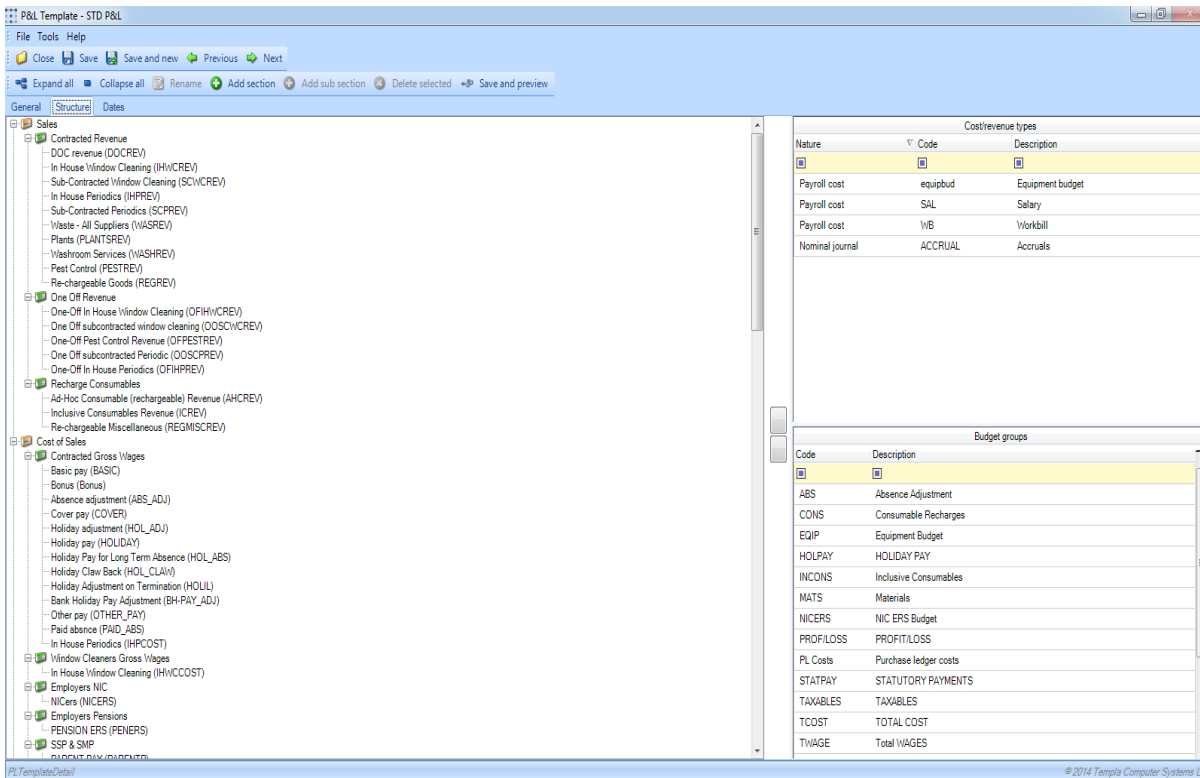 P&L Template - STD P&L
File Tools Help
Close Save Save and new Previous Next
Expand all Collapse all Rename Add section Add sub section Delete selected Save and preview
General Structure Dates
Sales
Contracted Revenue
DOC revenue (DOCREV)
In House Window Cleaning (IHWCREV)
Sub-Contracted Window Cleaning (SCWCREV)
In House Periodics (IHPREV)
Sub-Contracted Periodics (SCPREV)
Waste - All Suppliers (WASREV)
Plants (PLANTSREV)
Washroom Services (WASHREV)
Pest Control (PESTREV)
Re-chargeable Goods (REGREV)
One Off Revenue
One-Off In House Window Cleaning (OFIHWCREV)
One Off subcontracted window cleaning (OOSCWCREV)
One-Off Pest Control Revenue (OFPESTREV)
One Off subcontracted Periodic (OOSCPREV)
One-Off In House Periodics (OFIHPREV)
Recharge Consumables
Ad-Hoc Consumable (rechargeable) Revenue (AHCREV)
Inclusive Consumables Revenue (ICREV)
Re-chargeable Miscellaneous (REGMISCREV)
Cost of Sales
Contracted Gross Wages
Basic pay (BASIC)
Bonus (Bonus)
Absence adjustment (ABS_ADJ)
Cover pay (COVER)
Holiday adjustment (HOL_ADJ)
Holiday pay (HOLIDAY)
Holiday Pay for Long Term Absence (HOL_ABS)
Holiday Claw Back (HOL_CLAW)
Holiday Adjustment on Termination (HOLIL)
Bank Holiday Pay Adjustment (BH-PAY_ADJ)
Other pay (OTHER_PAY)
Paid absnce (PAID_ABS)
In House Periodics (IHPCOST)
Window Cleaners Gross Wages
In House Window Cleaning (IHWCCOST)
Employers NIC
NICers (NICERS)
Employers Pensions
PENSION ERS (PENERS)
SSP & SMP
Cost/revenue types
Nature Code Description
Payroll cost equipbud Equipment budget
Payroll cost SAL Salary
Payroll cost WB Workbill
Nominal journal ACCRUAL Accruals
Budget groups
Code Description
ABS Absence Adjustment
CONS Consumable Recharges
EQIP Equipment Budget
HOLPAY HOLIDAY PAY
INCONS Inclusive Consumables
MATS Materials
NICERS NIC ERS Budget
PROF/LOSS PROFIT/LOSS
PL Costs Purchase ledger costs
STATPAY STATUTORY PAYMENTS
TAXABLES TAXABLES
TCOST TOTAL COST
TWAGE Total WAGES
PLTemplateDetail
© 2014 Templa Computer Systems